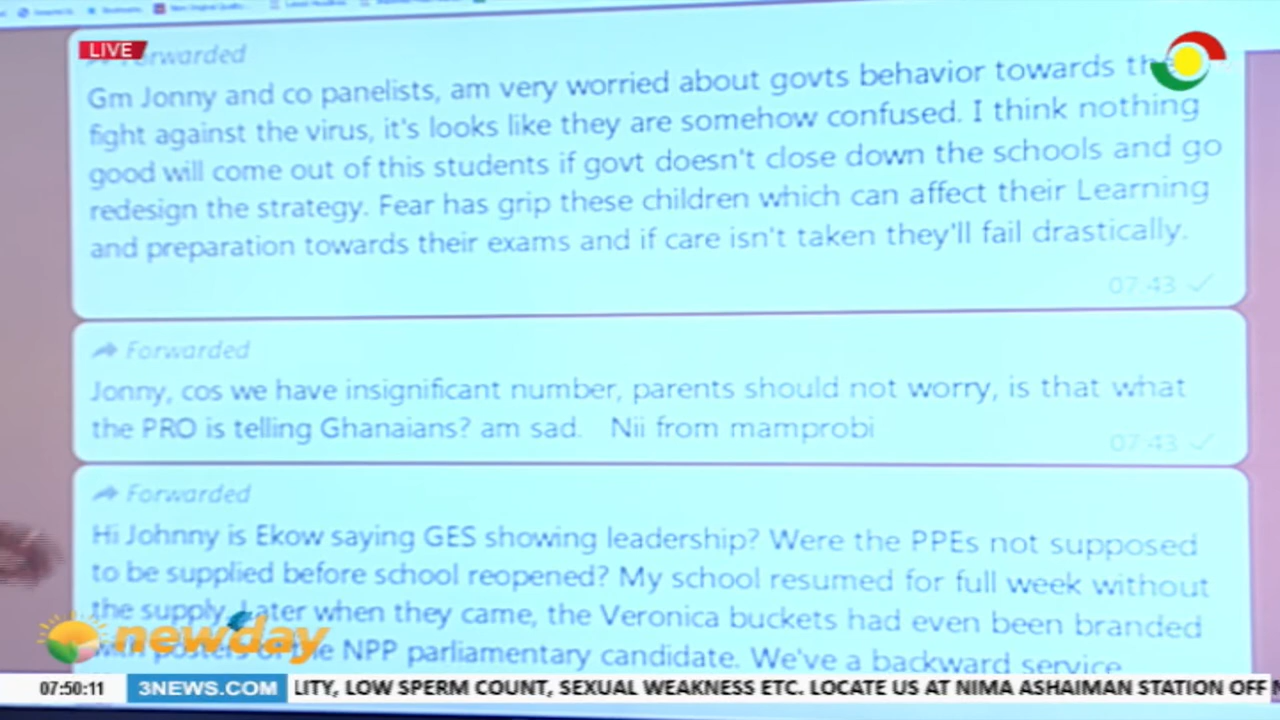 LIVE
Forwarded
Gm Jonny and co panelists, am very worried about govts behavior towards the
fight against the virus, it's looks like they are somehow confused. I think nothing
good will come out of this students if govt doesn't close down the schools and go
redesign the strategy. Fear has grip these children which can affect their Learning
and preparation towards their exams and if care isn't taken they'll fail drastically.
07:43
Forwarded
Jonny, cos we have insignificant number, parents should not worry, is that what
the PRO is telling Ghanaians? am sad. Nii from mamprobi
07:43
Forwarded
Hi Johnny is Ekow saying GES showing leadership? Were the PPEs not supposed
to be supplied before school reopened? My school resumed for full week without
the supply. Later when they came, the Veronica buckets had even been branded
with posters of the NPP parliamentary candidate. We've a backward service
newday
07:50:11 3NEWS.COM LITY, LOW SPERM COUNT, SEXUAL WEAKNESS ETC. LOCATE US AT NIMA ASHAIMAN STATION OFF